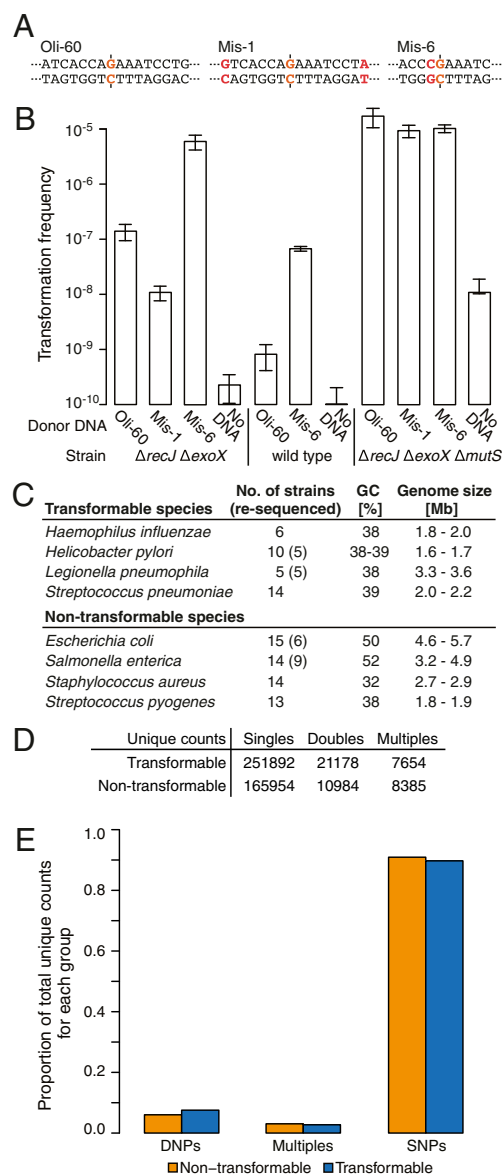 A
Oli-60 Mis-1 Mis-6
···ATCACCAGAAATCCTG··· ···GTCACCAGAAATCCTA··· ···ACCCGAAATC···
···TAGTGGTCTTTAGGAC··· ···CAGTGGTCTTTAGGAT··· ···TGGGCTTTAG···
B
Transformation frequency
10-5
10-6
10-7
10-8
10-9
10-10
Donor DNA Oli-60 Mis-1 Mis-6 No DNA Oli-60 Mis-6 No DNA Oli-60 Mis-1 Mis-6 No DNA
Strain ΔrecJ ΔexoX wild type ΔrecJ ΔexoX ΔmutS
C
No. of strains GC Genome size
Transformable species (re-sequenced) [%] [Mb]
Haemophilus influenzae 6 38 1.8 - 2.0
Helicobacter pylori 10 (5) 38-39 1.6 - 1.7
Legionella pneumophila 5 (5) 38 3.3 - 3.6
Streptococcus pneumoniae 14 39 2.0 - 2.2
Non-transformable species
Escherichia coli 15 (6) 50 4.6 - 5.7
Salmonella enterica 14 (9) 52 3.2 - 4.9
Staphylococcus aureus 14 32 2.7 - 2.9
Streptococcus pyogenes 13 38 1.8 - 1.9
D
Unique counts Singles Doubles Multiples
Transformable 251892 21178 7654
Non-transformable 165954 10984 8385
E
Proportion of total unique counts
for each group
1.0
0.8
0.6
0.4
0.2
0.0
DNPs Multiples SNPs
Non-transformable Transformable